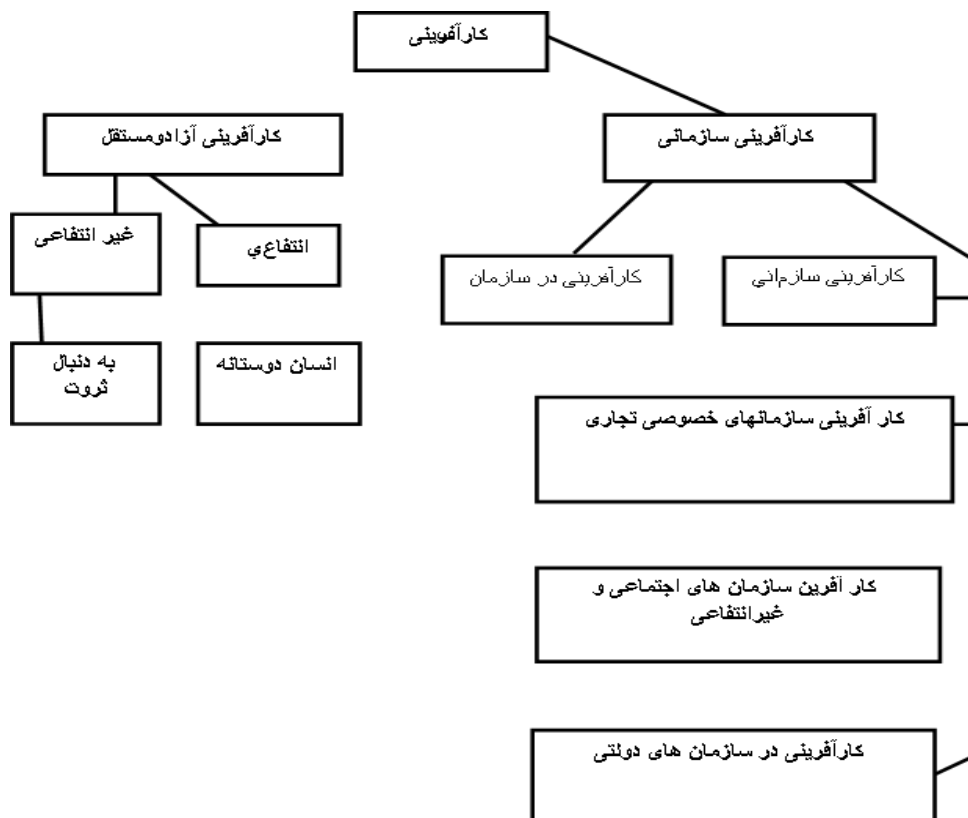 کارآفرینی
کارآفرینی آزادومستقل
کارآفرینی سازمانی
غیر انتفاعی
انتفاعي
کارآفرینی در سازمان
کارآفرینی سازماني
به دنبال
ثروت
انسان دوستانه
کار آفرینی سازمانهای خصوصی تجاری
کار آفرین سازمان های اجتماعی و
غیرانتفاعی
کارآفرینی در سازمان های دولتی